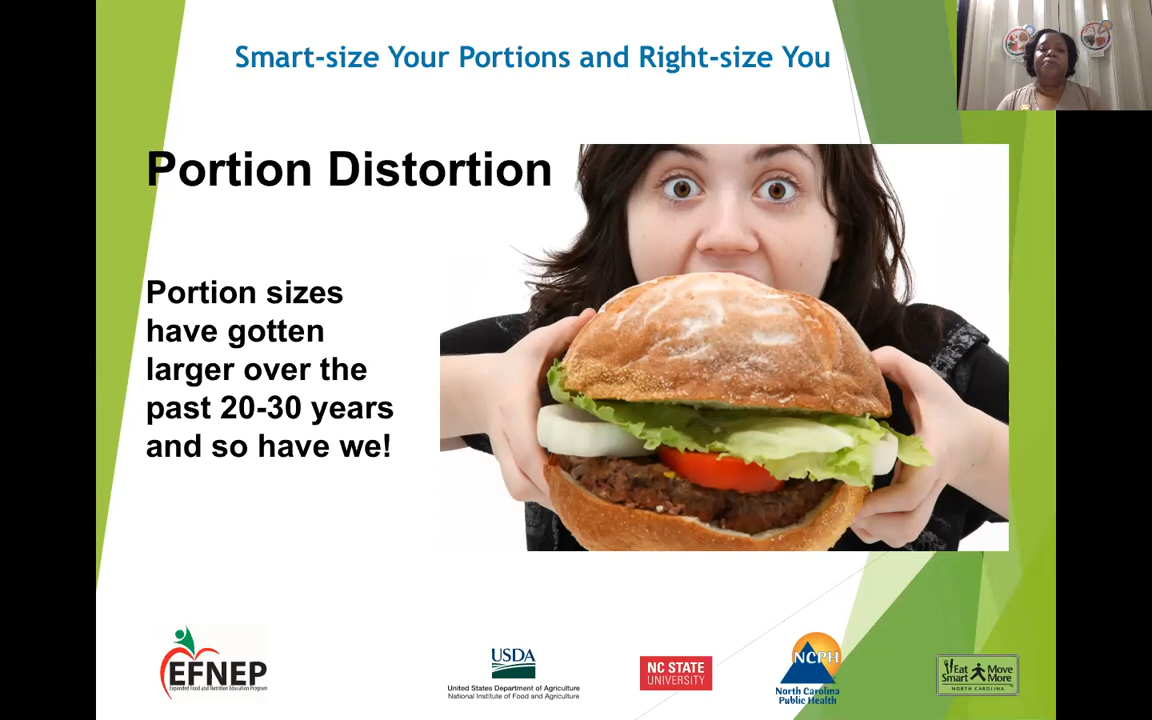 Smart-size Your Portions and Right-size You
Portion Distortion
Portion sizes
have gotten
larger over the
past 20-30 years
and so have we!
EFNEP
Expanded Food and Nutrition Education Program
USDA
United States Department of Agriculture
National Institute of Food and Agriculture
NC STATE
UNIVERSITY
NCPH
North Carolina
Public Health
Eat Move
Smart More
NORTH CAROLINA